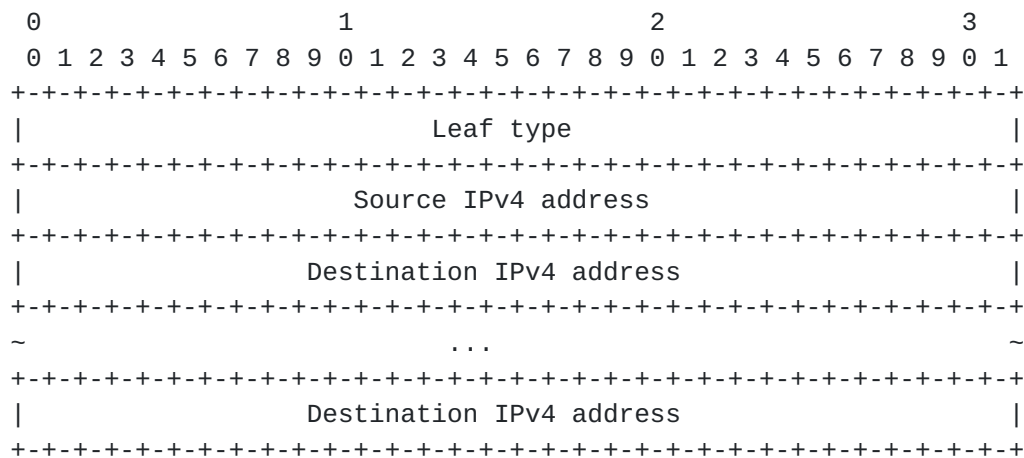 0                   1                   2                   3
 0 1 2 3 4 5 6 7 8 9 0 1 2 3 4 5 6 7 8 9 0 1 2 3 4 5 6 7 8 9 0 1
+-+-+-+-+-+-+-+-+-+-+-+-+-+-+-+-+-+-+-+-+-+-+-+-+-+-+-+-+-+-+-+-+
|                          Leaf type                            |
+-+-+-+-+-+-+-+-+-+-+-+-+-+-+-+-+-+-+-+-+-+-+-+-+-+-+-+-+-+-+-+-+
|                     Source IPv4 address                       |
+-+-+-+-+-+-+-+-+-+-+-+-+-+-+-+-+-+-+-+-+-+-+-+-+-+-+-+-+-+-+-+-+
|                  Destination IPv4 address                     |
+-+-+-+-+-+-+-+-+-+-+-+-+-+-+-+-+-+-+-+-+-+-+-+-+-+-+-+-+-+-+-+-+
~                           ...                                 ~
+-+-+-+-+-+-+-+-+-+-+-+-+-+-+-+-+-+-+-+-+-+-+-+-+-+-+-+-+-+-+-+-+
|                  Destination IPv4 address                     |
+-+-+-+-+-+-+-+-+-+-+-+-+-+-+-+-+-+-+-+-+-+-+-+-+-+-+-+-+-+-+-+-+